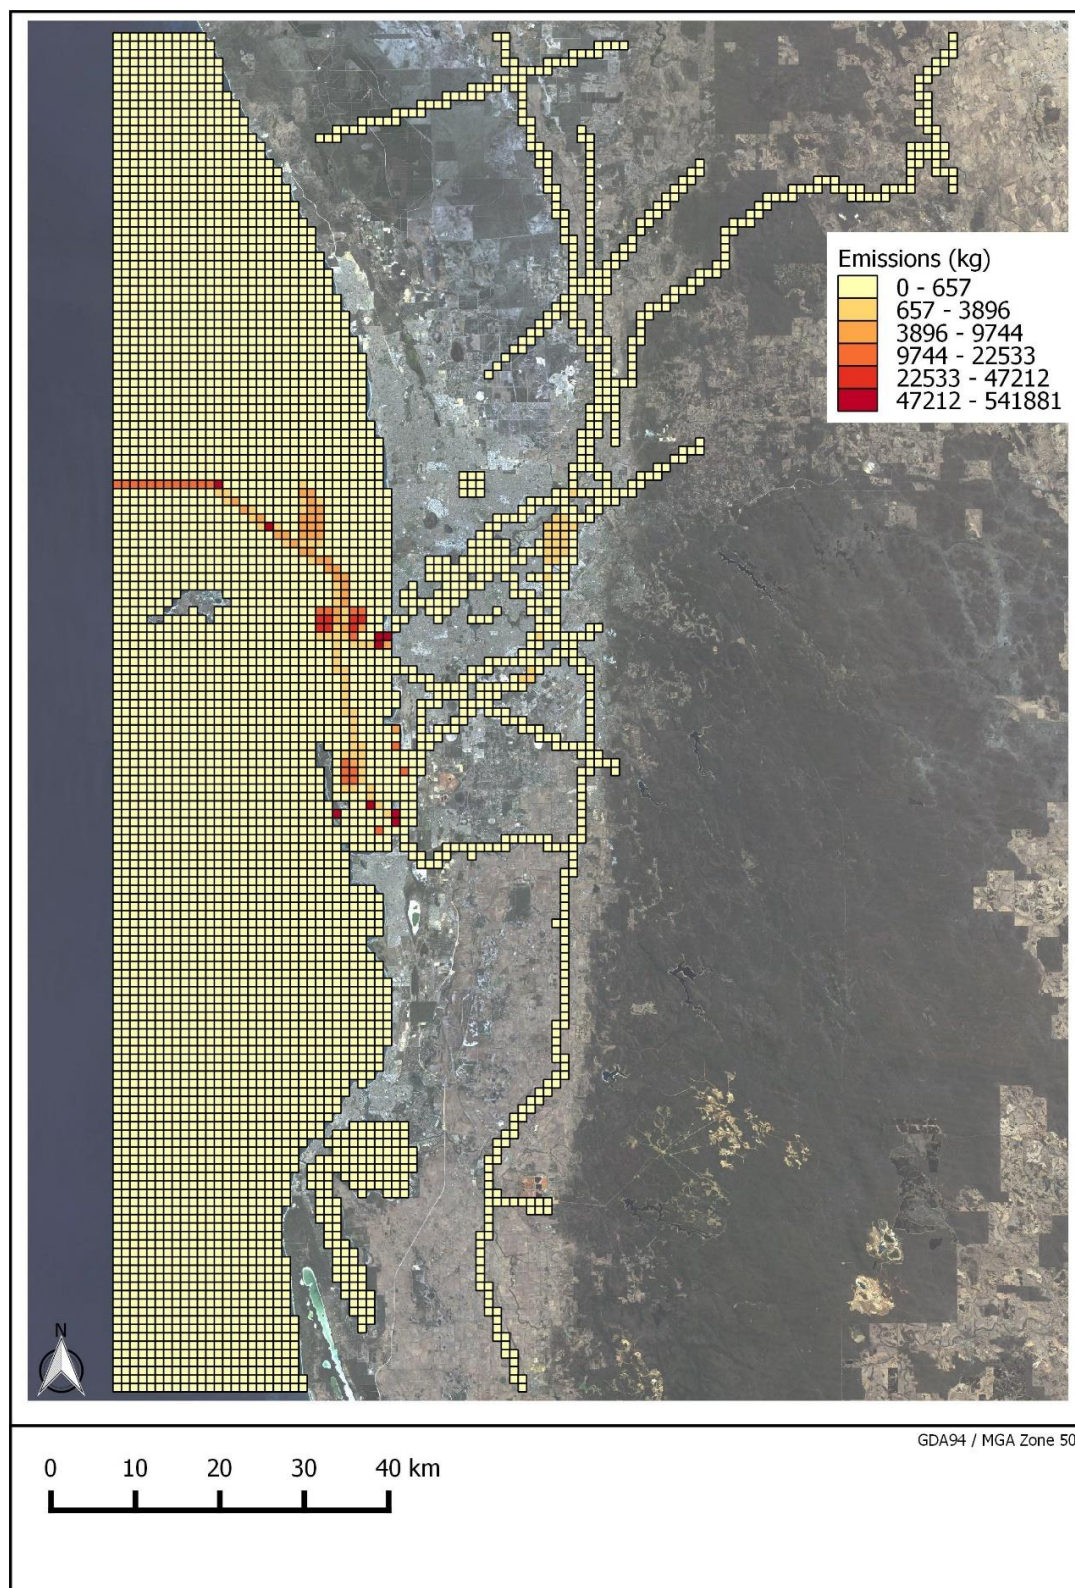 Emissions (kg)
0 - 657
657 - 3896
3896 - 9744
9744 - 22533
22533 - 47212
47212 - 541881
N
GDA94 / MGA Zone 50
0 10 20 30 40 km